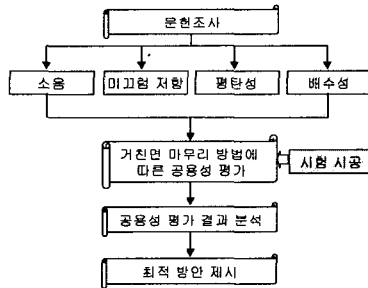 문헌조사
소음
미끄럼 저항
평탄성
배수성
거친면 마무리 방법에
따른 공용성 평가
시험 시공
공용성 평가 결과 분석
최적 방안 제시